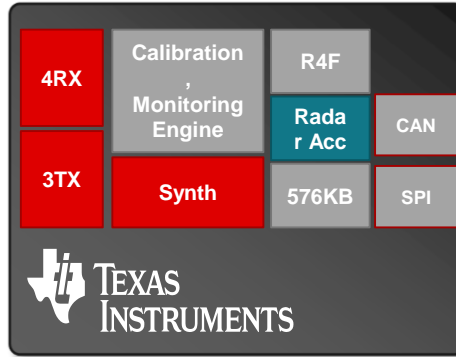 4RX
3TX
Calibration
,
Monitoring
Engine
Synth
R4F
Rada
r Acc
576KB
CAN
SPI
TEXAS
INSTRUMENTS